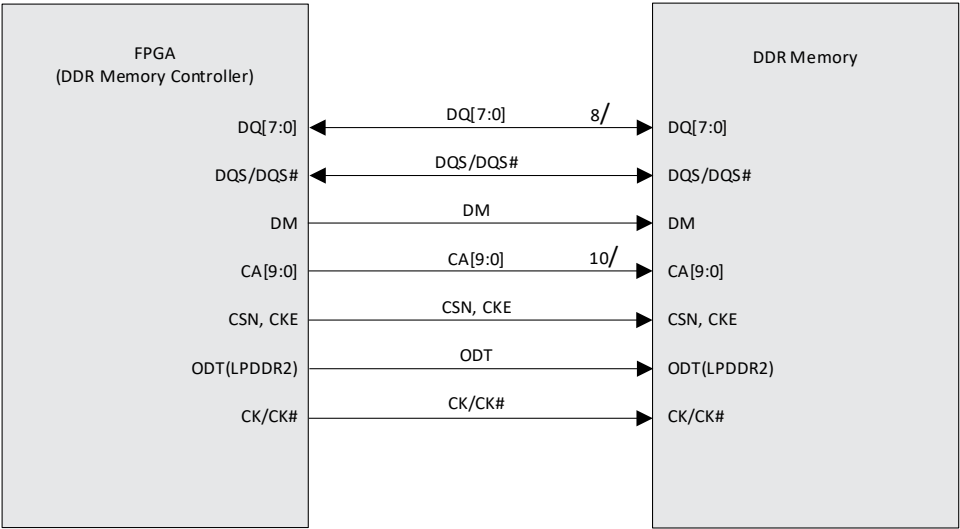 FPGA
(DDR Memory Controller)
DDR Memory
DQ[7:0] DQ[7:0] 8/ DQ[7:0]
DQS/DQS# DQS/DQS# DQS/DQS#
DM DM DM
CA[9:0] CA[9:0] 10/ CA[9:0]
CSN, CKE CSN, CKE CSN, CKE
ODT(LPDDR2) ODT ODT(LPDDR2)
CK/CK# CK/CK# CK/CK#